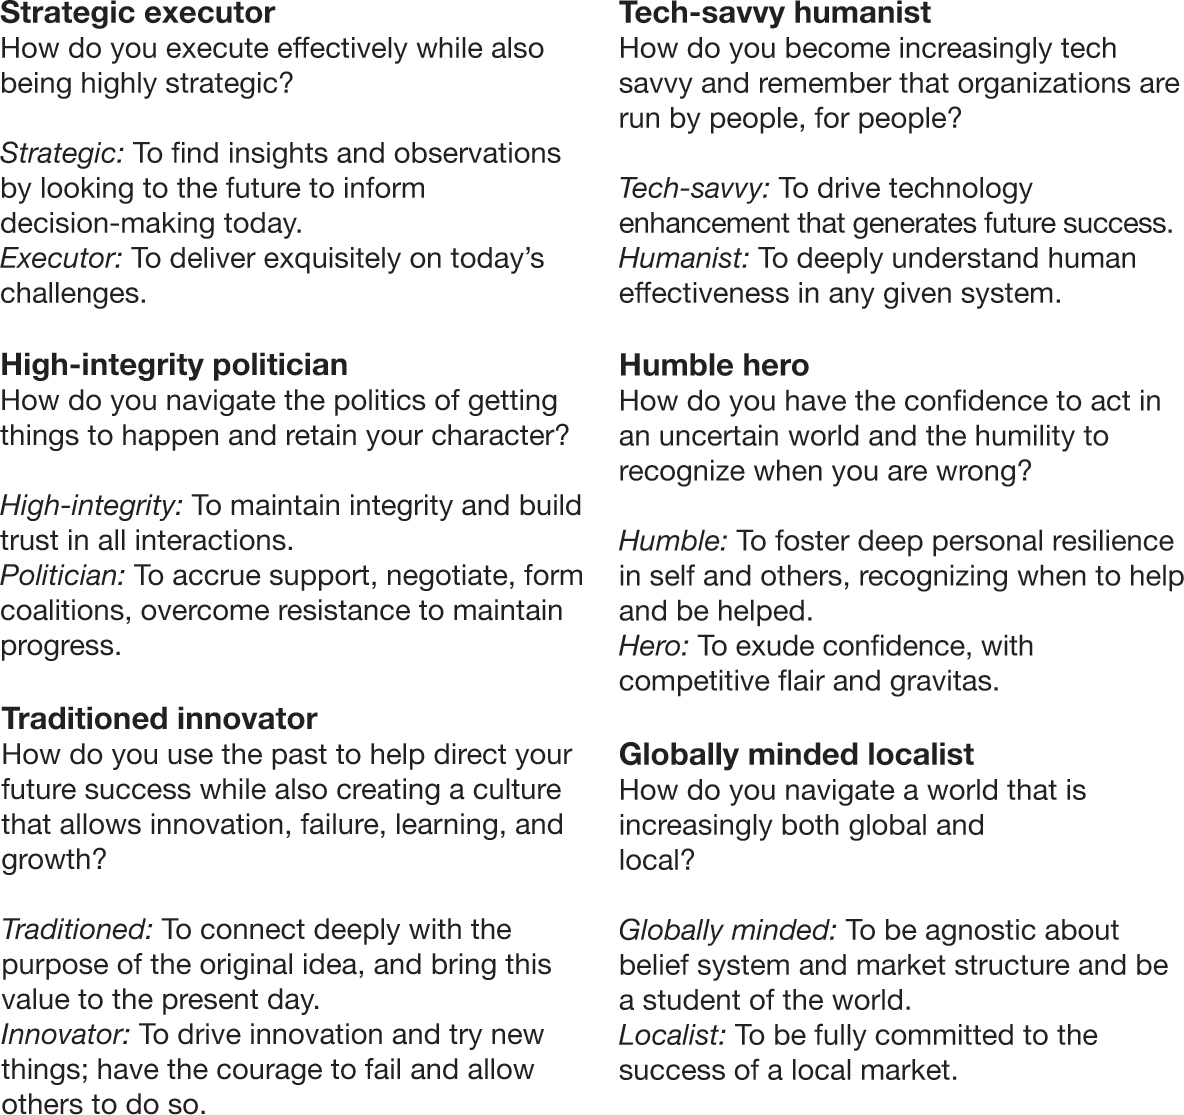 Strategic executor
How do you execute effectively while also
being highly strategic?
Strategic: To find insights and observations
by looking to the future to inform
decision-making today.
Executor: To deliver exquisitely on today’s
challenges.
High-integrity politician
How do you navigate the politics of getting
things to happen and retain your character?
High-integrity: To maintain integrity and build
trust in all interactions.
Politician: To accrue support, negotiate, form
coalitions, overcome resistance to maintain
progress.
Traditioned innovator
How do you use the past to help direct your
future success while also creating a culture
that allows innovation, failure, learning, and
growth?
Traditioned: To connect deeply with the
purpose of the original idea, and bring this
value to the present day.
Innovator: To drive innovation and try new
things; have the courage to fail and allow
others to do so.
Tech-savvy humanist
How do you become increasingly tech
savvy and remember that organizations are
run by people, for people?
Tech-savvy: To drive technology
enhancement that generates future success.
Humanist: To deeply understand human
effectiveness in any given system.
Humble hero
How do you have the confidence to act in
an uncertain world and the humility to
recognize when you are wrong?
Humble: To foster deep personal resilience
in self and others, recognizing when to help
and be helped.
Hero: To exude confidence, with
competitive flair and gravitas.
Globally minded localist
How do you navigate a world that is
increasingly both global and
local?
Globally minded: To be agnostic about
belief system and market structure and be
a student of the world.
Localist: To be fully committed to the
success of a local market.